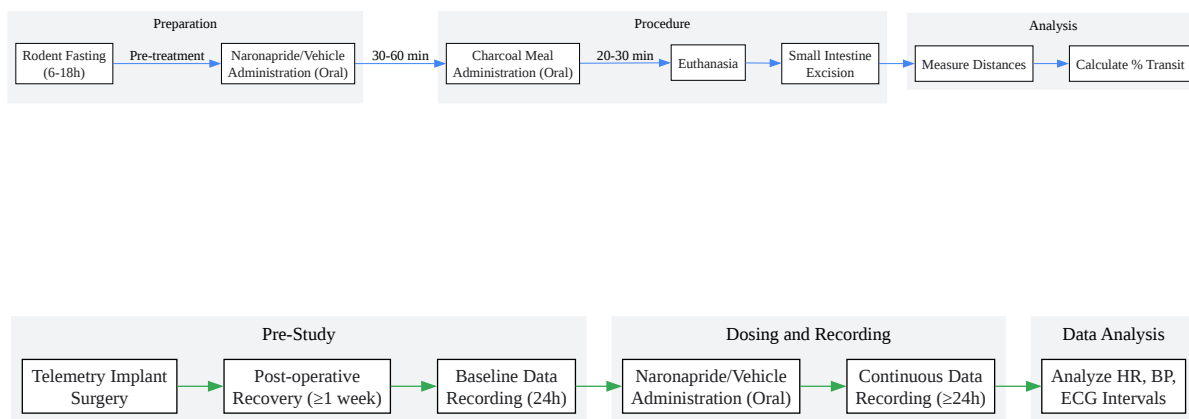 Preparation
Procedure
Analysis
Rodent Fasting
(6-18h)
Pre-treatment
Naronapride/Vehicle
Administration (Oral)
30-60 min
Charcoal Meal
Administration (Oral)
20-30 min
Euthanasia
Small Intestine
Excision
Measure Distances
Calculate % Transit
Pre-Study
Dosing and Recording
Data Analysis
Telemetry Implant
Surgery
Post-operative
Recovery (≥1 week)
Baseline Data
Recording (24h)
Naronapride/Vehicle
Administration (Oral)
Continuous Data
Recording (≥24h)
Analyze HR, BP,
ECG Intervals